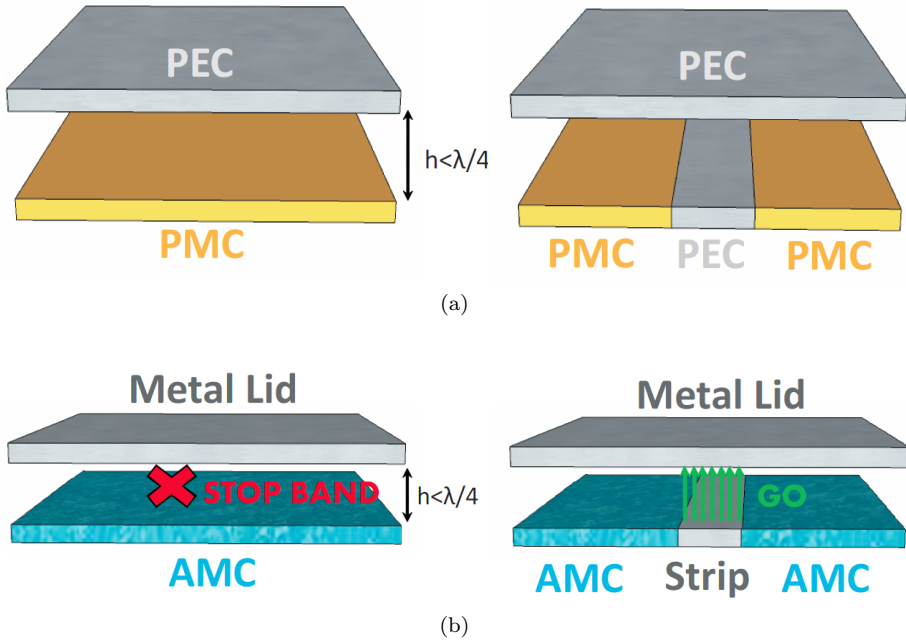 PEC
PEC
h<λ/4
PMC
PMC
PEC
PMC
(a)
Metal Lid
Metal Lid
STOP BAND
h<λ/4
GO
AMC
AMC
Strip
AMC
(b)